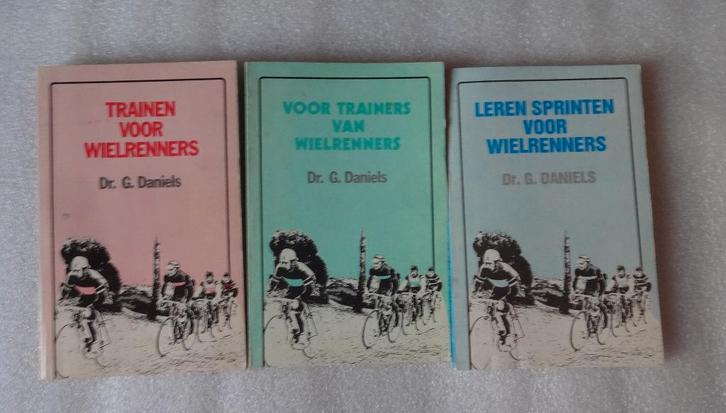 TRAINEN
VOOR
WIELRENNERS
Dr. G. Daniels
VOOR TRAINERS
VAN
WIELRENNERS
Dr. G. Daniels
LEREN SPRINTEN
VOOR
WIELRENNERS
Dr. G. DANIELS